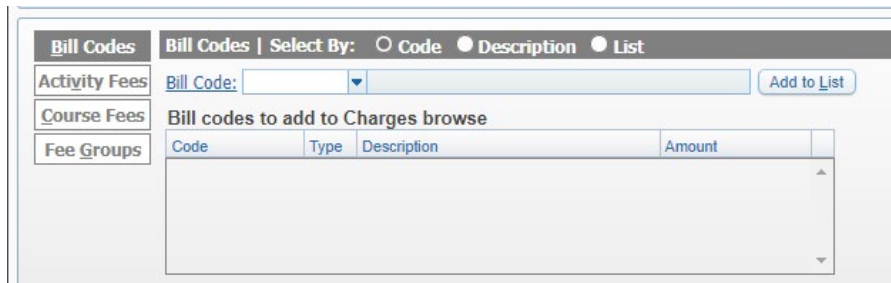 Bill Codes
Bill Codes | Select By: Code Description List
Activity Fees
Bill Code: Add to List
Course Fees
Bill codes to add to Charges browse
Fee Groups
Code Type Description Amount